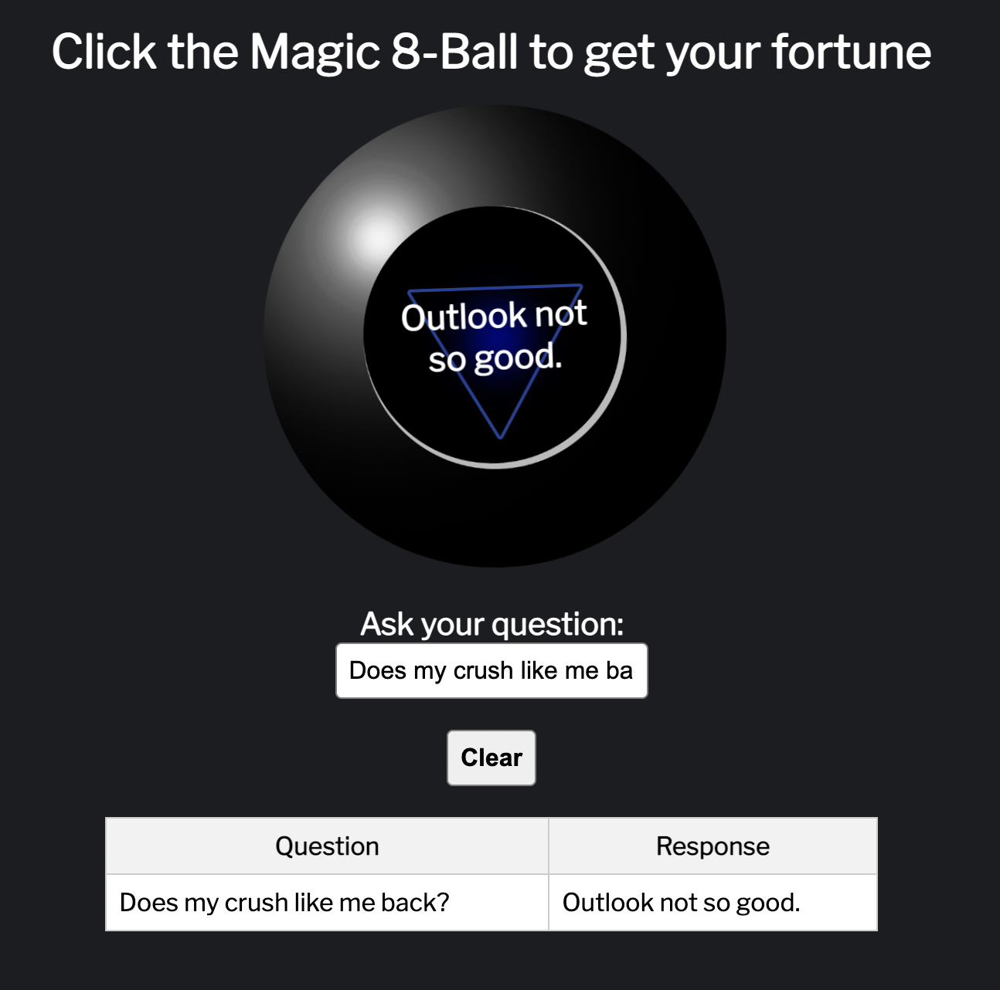 Click the Magic 8-Ball to get your fortune
Outlook not
so good.
Ask your question:
Does my crush like me ba
Clear
Question Response
Does my crush like me back? Outlook not so good.